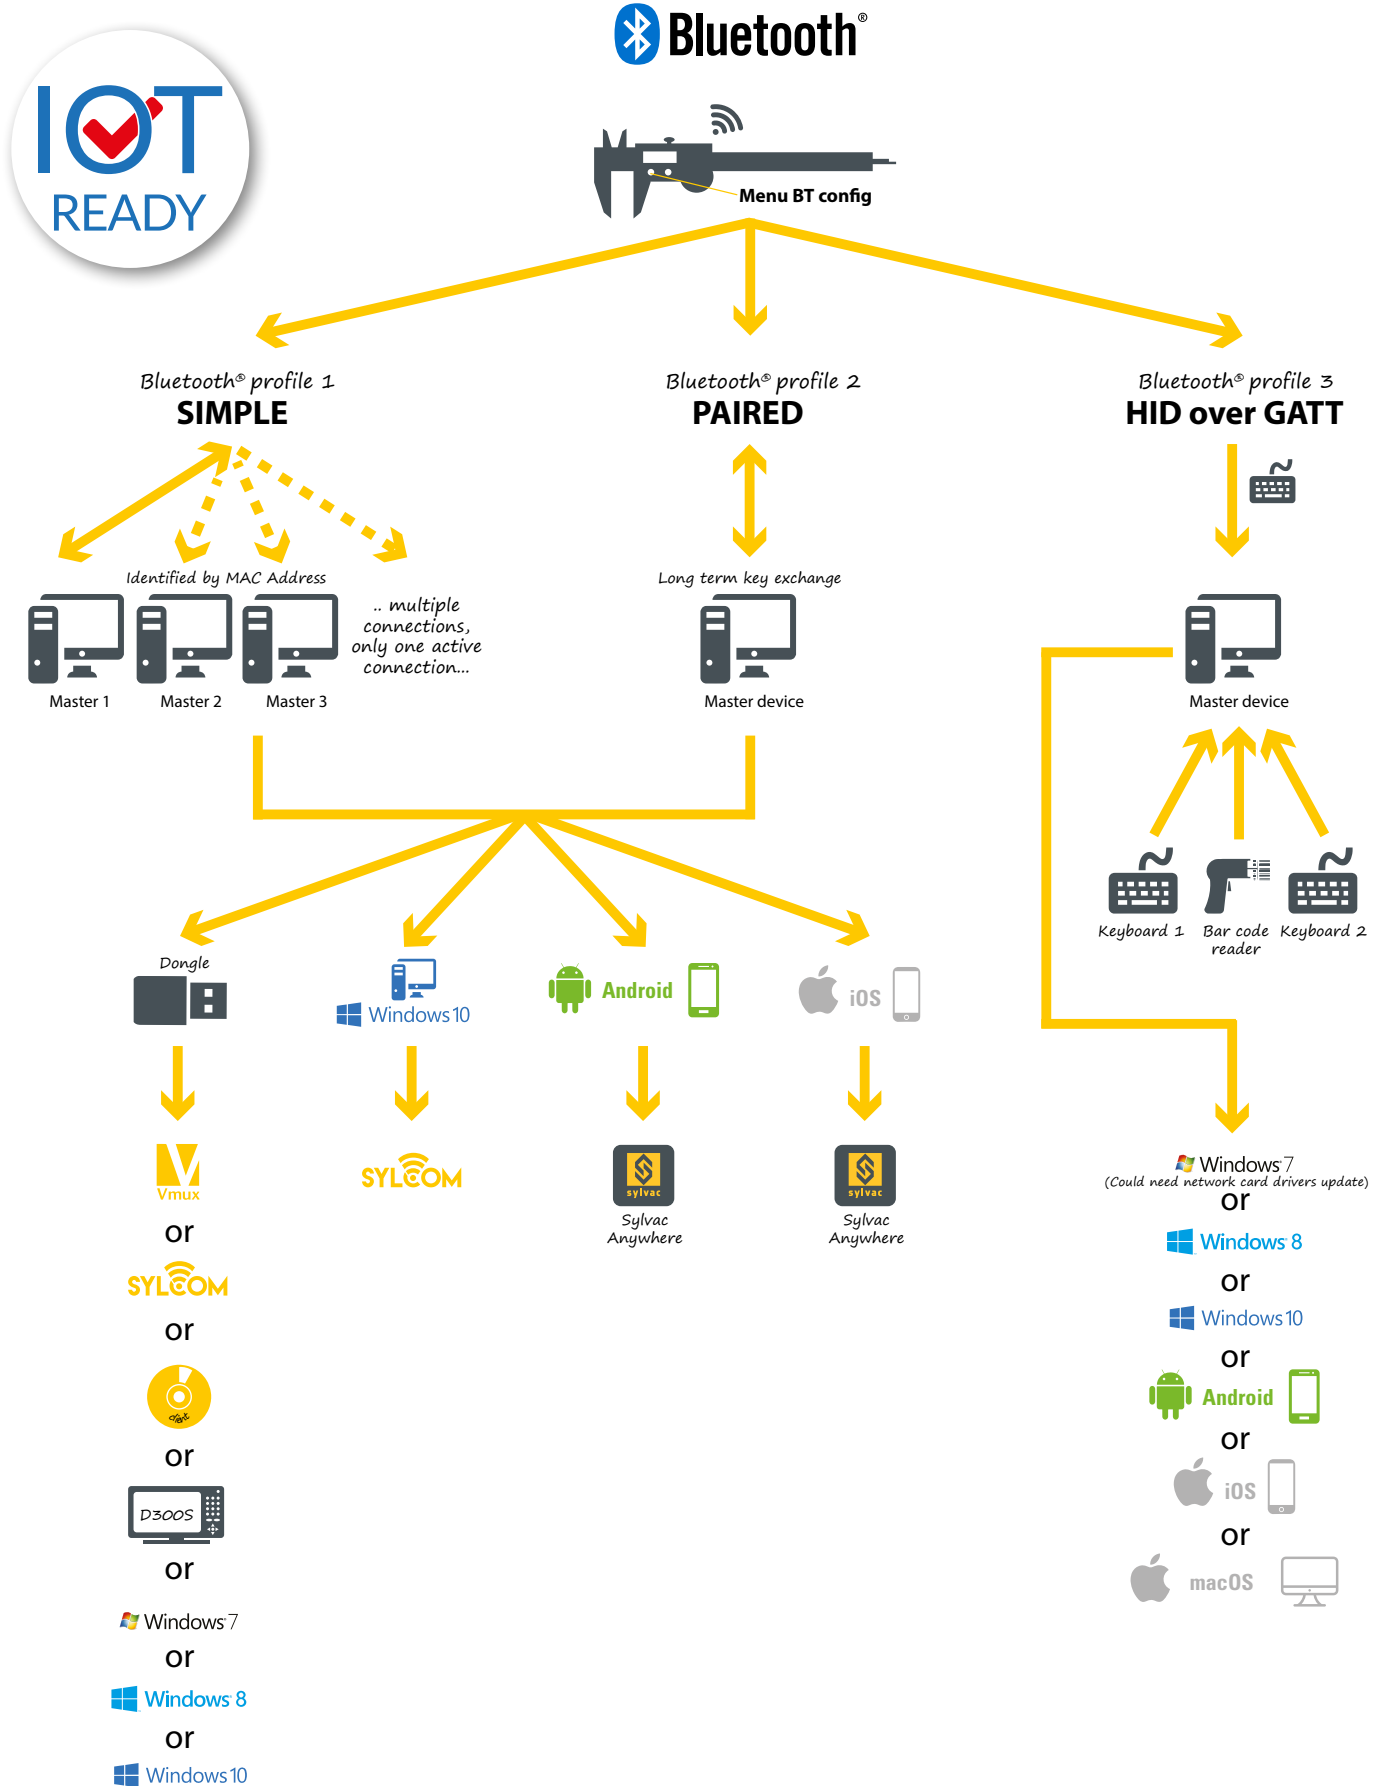 Bluetooth®
IOT
READY
Menu BT config
Bluetooth® profile 1
SIMPLE
Bluetooth® profile 2
PAIRED
Bluetooth® profile 3
HID over GATT
Identified by MAC Address
.. multiple
connections,
only one active
connection...
Master 1
Master 2
Master 3
Long term key exchange
Master device
Master device
Keyboard 1
Bar code
reader
Keyboard 2
Dongle
Windows 10
Android
iOS
Vmux
or
SYLCOM
or
client
or
D300S
or
Windows 7
or
Windows 8
or
Windows 10
SYLCOM
sylvac
Sylvac
Anywhere
sylvac
Sylvac
Anywhere
Windows 7
(Could need network card drivers update)
or
Windows 8
or
Windows 10
or
Android
or
iOS
or
macOS